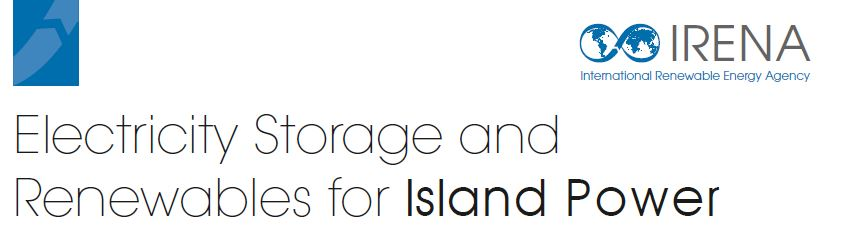 IRENA
International Renewable Energy Agency
Electricity Storage and
Renewables for Island Power